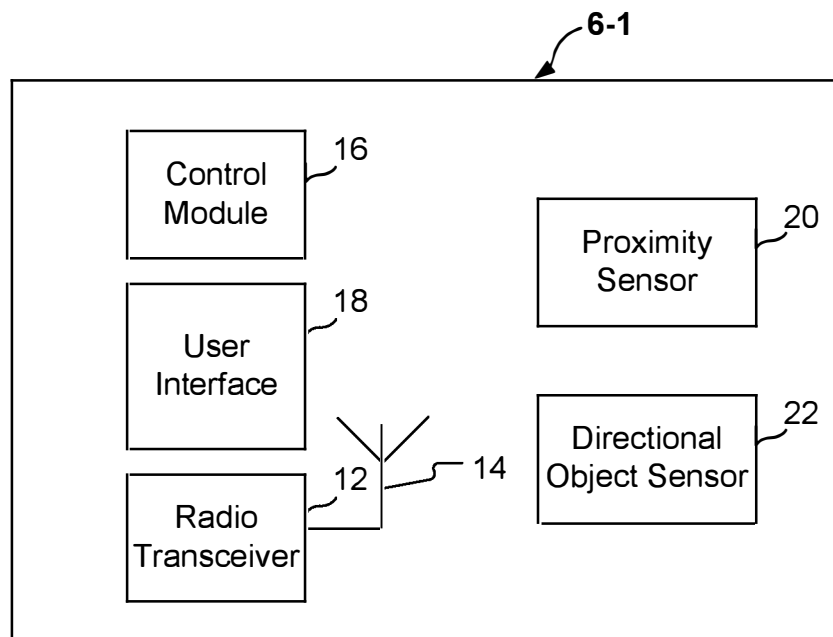 6-1
Control
Module
16
Proximity
Sensor
20
User
Interface
18
Directional
Object Sensor
22
Radio
Transceiver
12
14